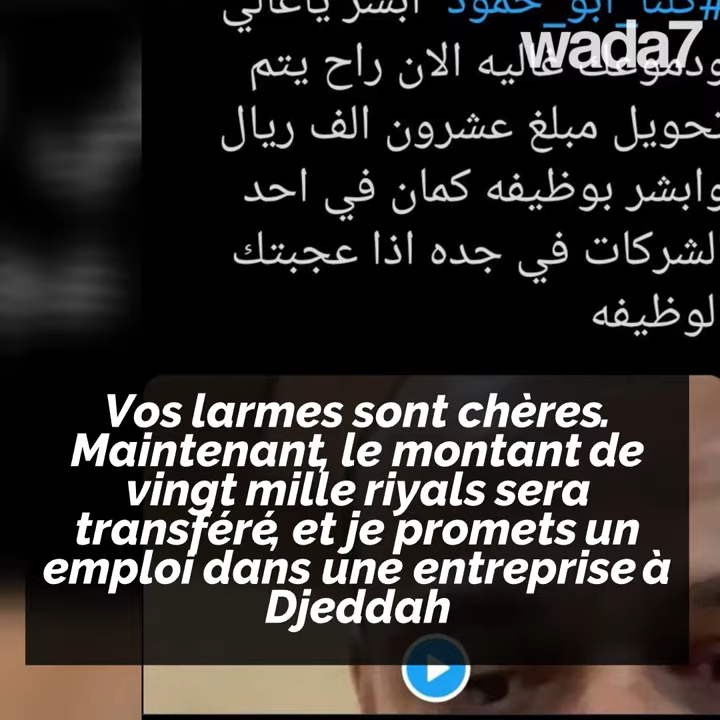 #كلنا_ابو_حمود ابشر ياغالي
wada7
ودموعك غاليه الان راح يتم
تحويل مبلغ عشرون الف ريال
وابشر بوظيفه كمان في احد
الشركات في جده اذا عجبتك
الوظيفه
Vos larmes sont chères.
Maintenant, le montant de
vingt mille riyals sera
transféré, et je promets un
emploi dans une entreprise à
Djeddah